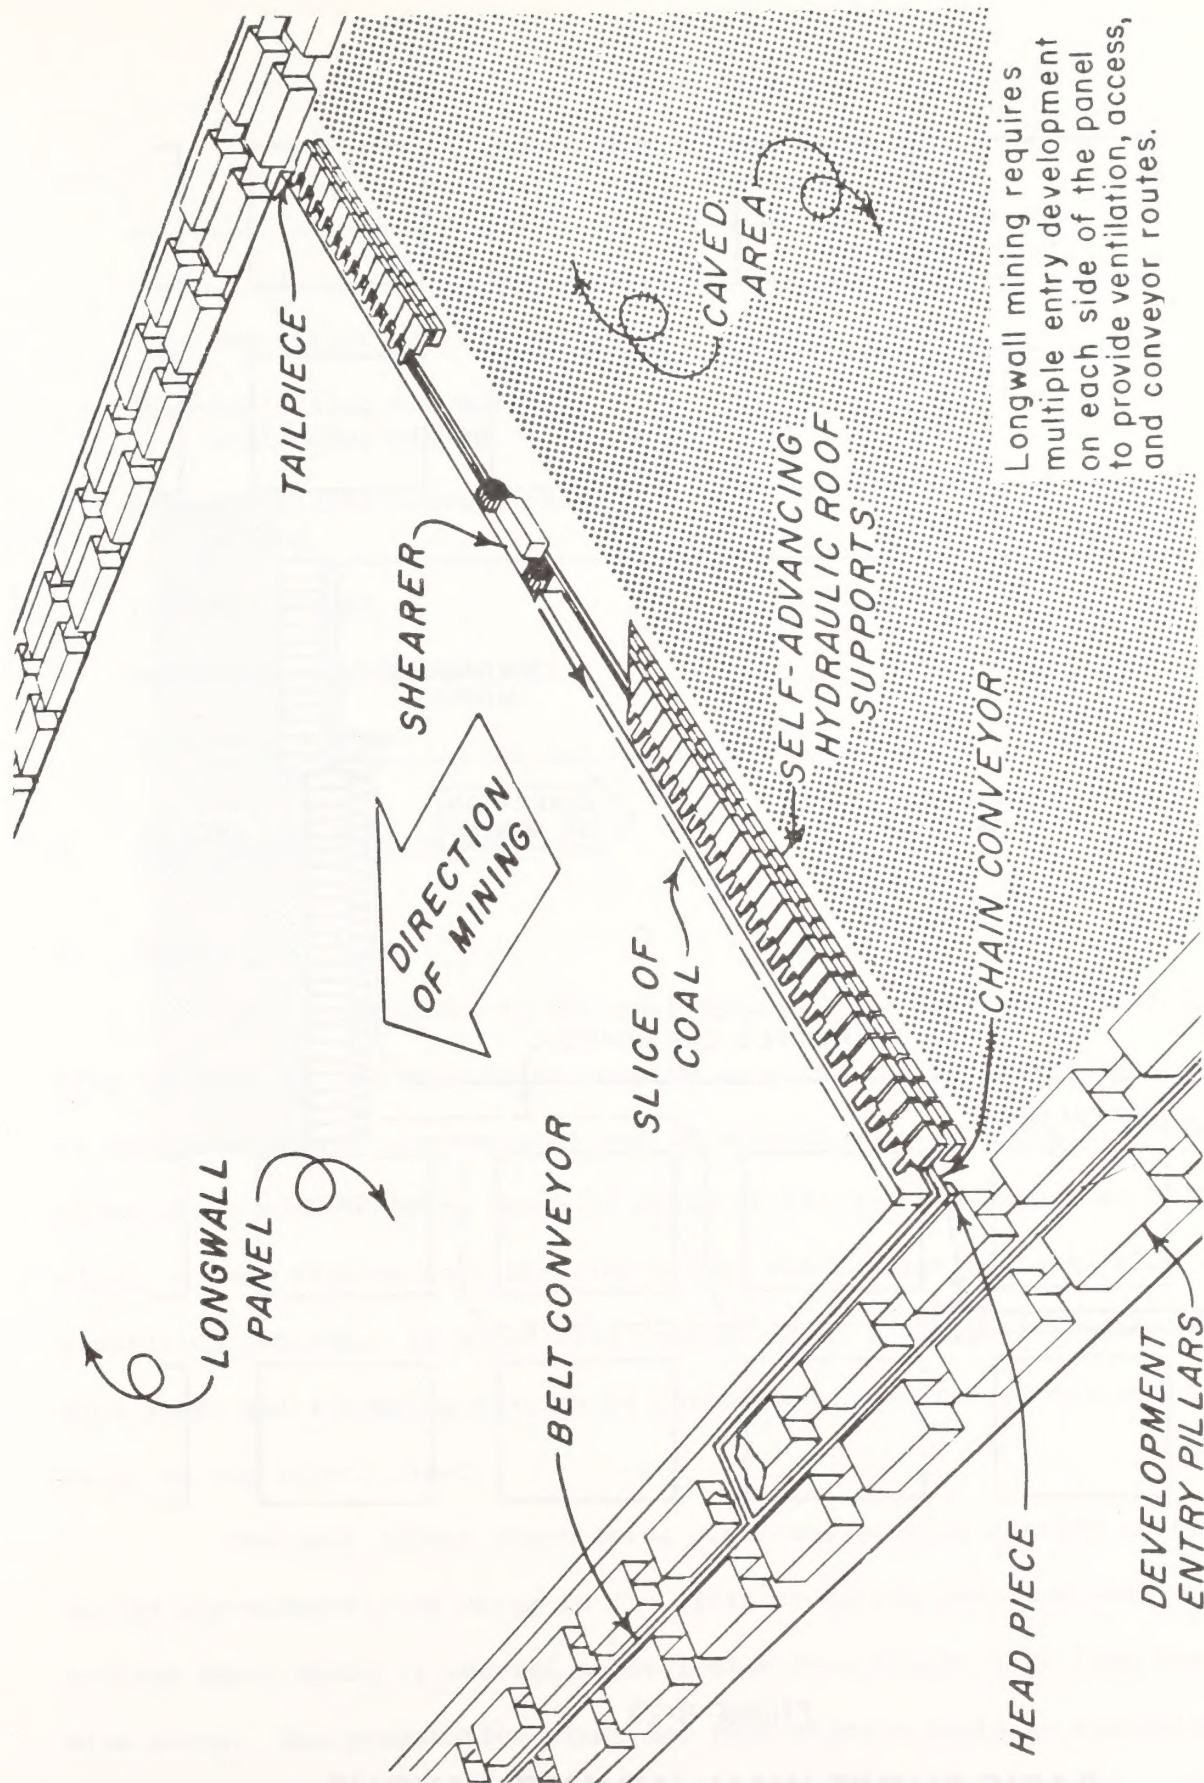 LONGWALL
PANEL
BELT CONVEYOR
HEAD PIECE
DEVELOPMENT
ENTRY PILLARS
DIRECTION
OF MINING
SLICE OF
COAL
CHAIN CONVEYOR
SHEARER
SELF-ADVANCING
HYDRAULIC ROOF
SUPPORTS
TAILPIECE
CAVED
AREA
Longwall mining requires
multiple entry development
on each side of the panel
to provide ventilation, access,
and conveyor routes.